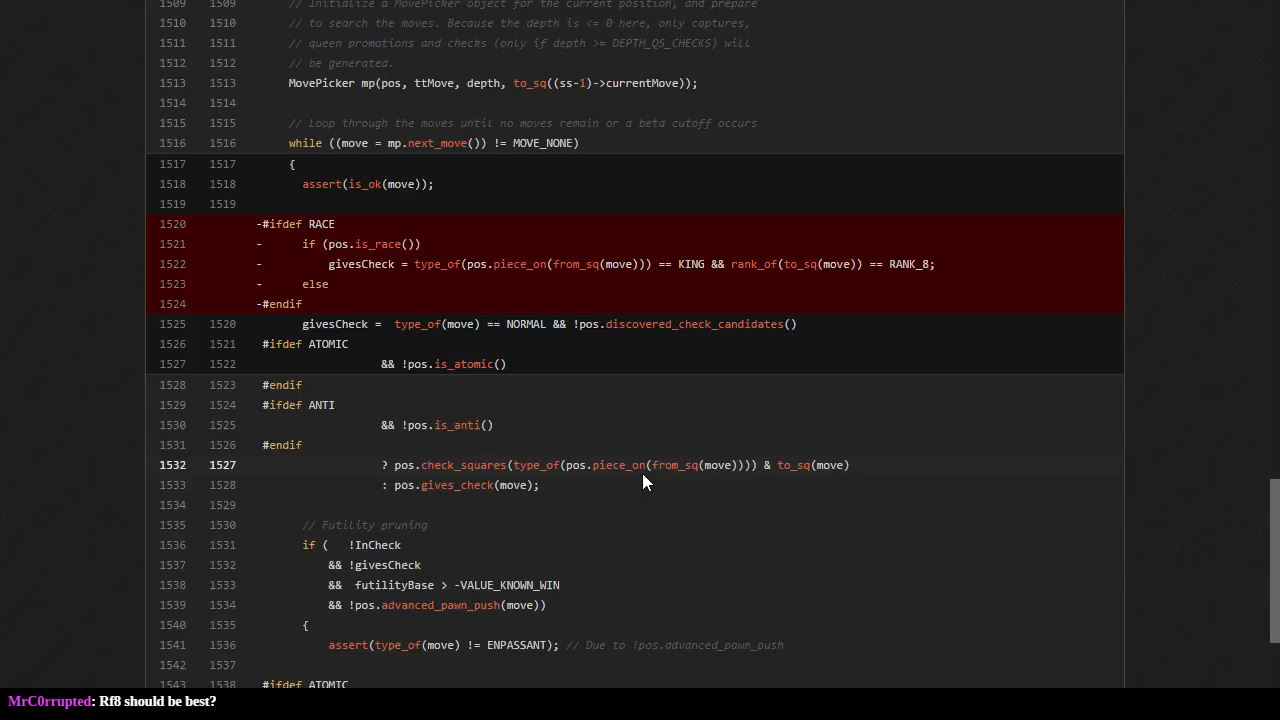 1509 1509 // Initialize a MovePicker object for the current position, and prepare
1510 1510 // to search the moves. Because the depth is <= 0 here, only captures,
1511 1511 // queen promotions and checks (only if depth >= DEPTH_QS_CHECKS) will
1512 1512 // be generated.
1513 1513 MovePicker mp(pos, ttMove, depth, to_sq((ss-1)->currentMove));
1514 1514
1515 1515 // Loop through the moves until no moves remain or a beta cutoff occurs
1516 1516 while ((move = mp.next_move()) != MOVE_NONE)
1517 1517 {
1518 1518 assert(is_ok(move));
1519 1519
1520 -#ifdef RACE
1521 - if (pos.is_race())
1522 - givesCheck = type_of(pos.piece_on(from_sq(move))) == KING && rank_of(to_sq(move)) == RANK_8;
1523 - else
1524 -#endif
1525 1520 givesCheck = type_of(move) == NORMAL && !pos.discovered_check_candidates()
1526 1521 #ifdef ATOMIC
1527 1522 && !pos.is_atomic()
1528 1523 #endif
1529 1524 #ifdef ANTI
1530 1525 && !pos.is_anti()
1531 1526 #endif
1532 1527 ? pos.check_squares(type_of(pos.piece_on(from_sq(move)))) & to_sq(move)
1533 1528 : pos.gives_check(move);
1534 1529
1535 1530 // Futility pruning
1536 1531 if ( !InCheck
1537 1532 && !givesCheck
1538 1533 && futilityBase > -VALUE_KNOWN_WIN
1539 1534 && !pos.advanced_pawn_push(move))
1540 1535 {
1541 1536 assert(type_of(move) != ENPASSANT); // Due to !pos.advanced_pawn_push
1542 1537
1543 1538 #ifdef ATOMIC
MrC0rrupted: Rf8 should be best?